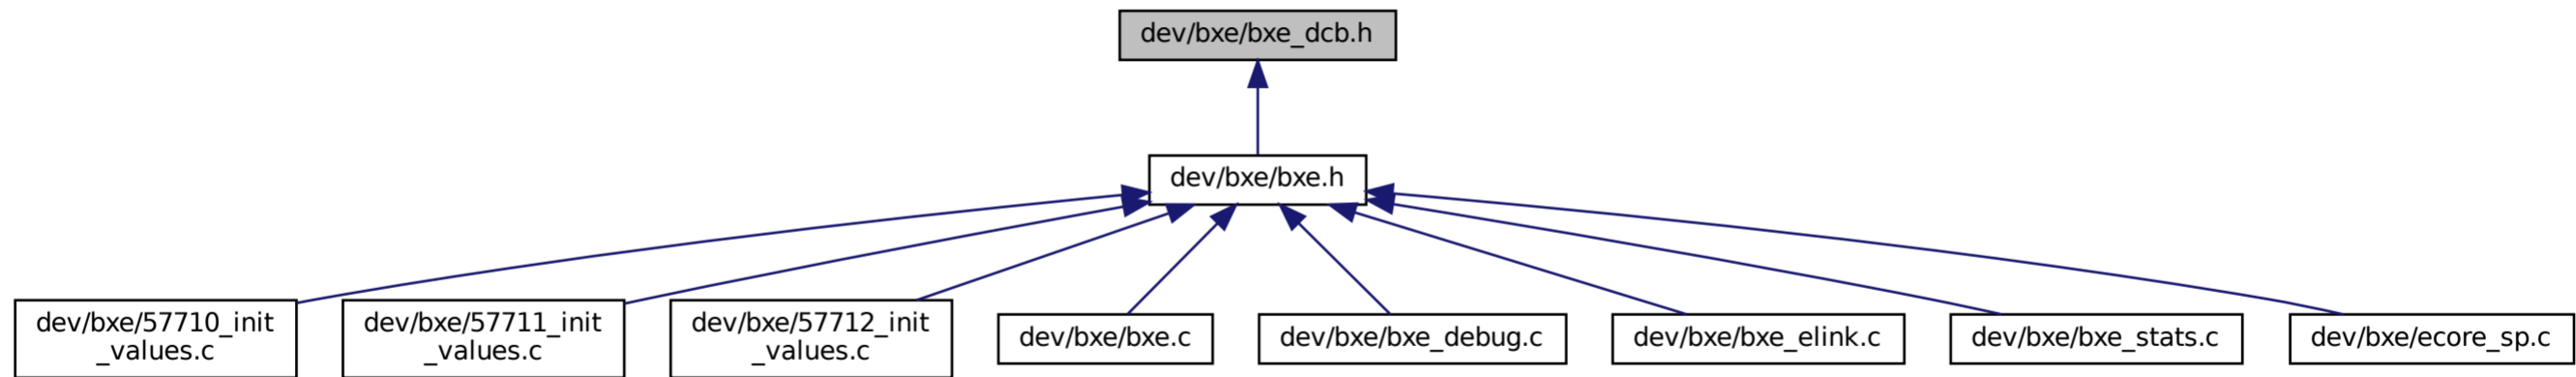 dev/bxe/bxe_dcb.h
dev/bxe/bxe.h
dev/bxe/57710_init
_values.c
dev/bxe/57711_init
_values.c
dev/bxe/57712_init
_values.c
dev/bxe/bxe.c
dev/bxe/bxe_debug.c
dev/bxe/bxe_elink.c
dev/bxe/bxe_stats.c
dev/bxe/ecore_sp.c